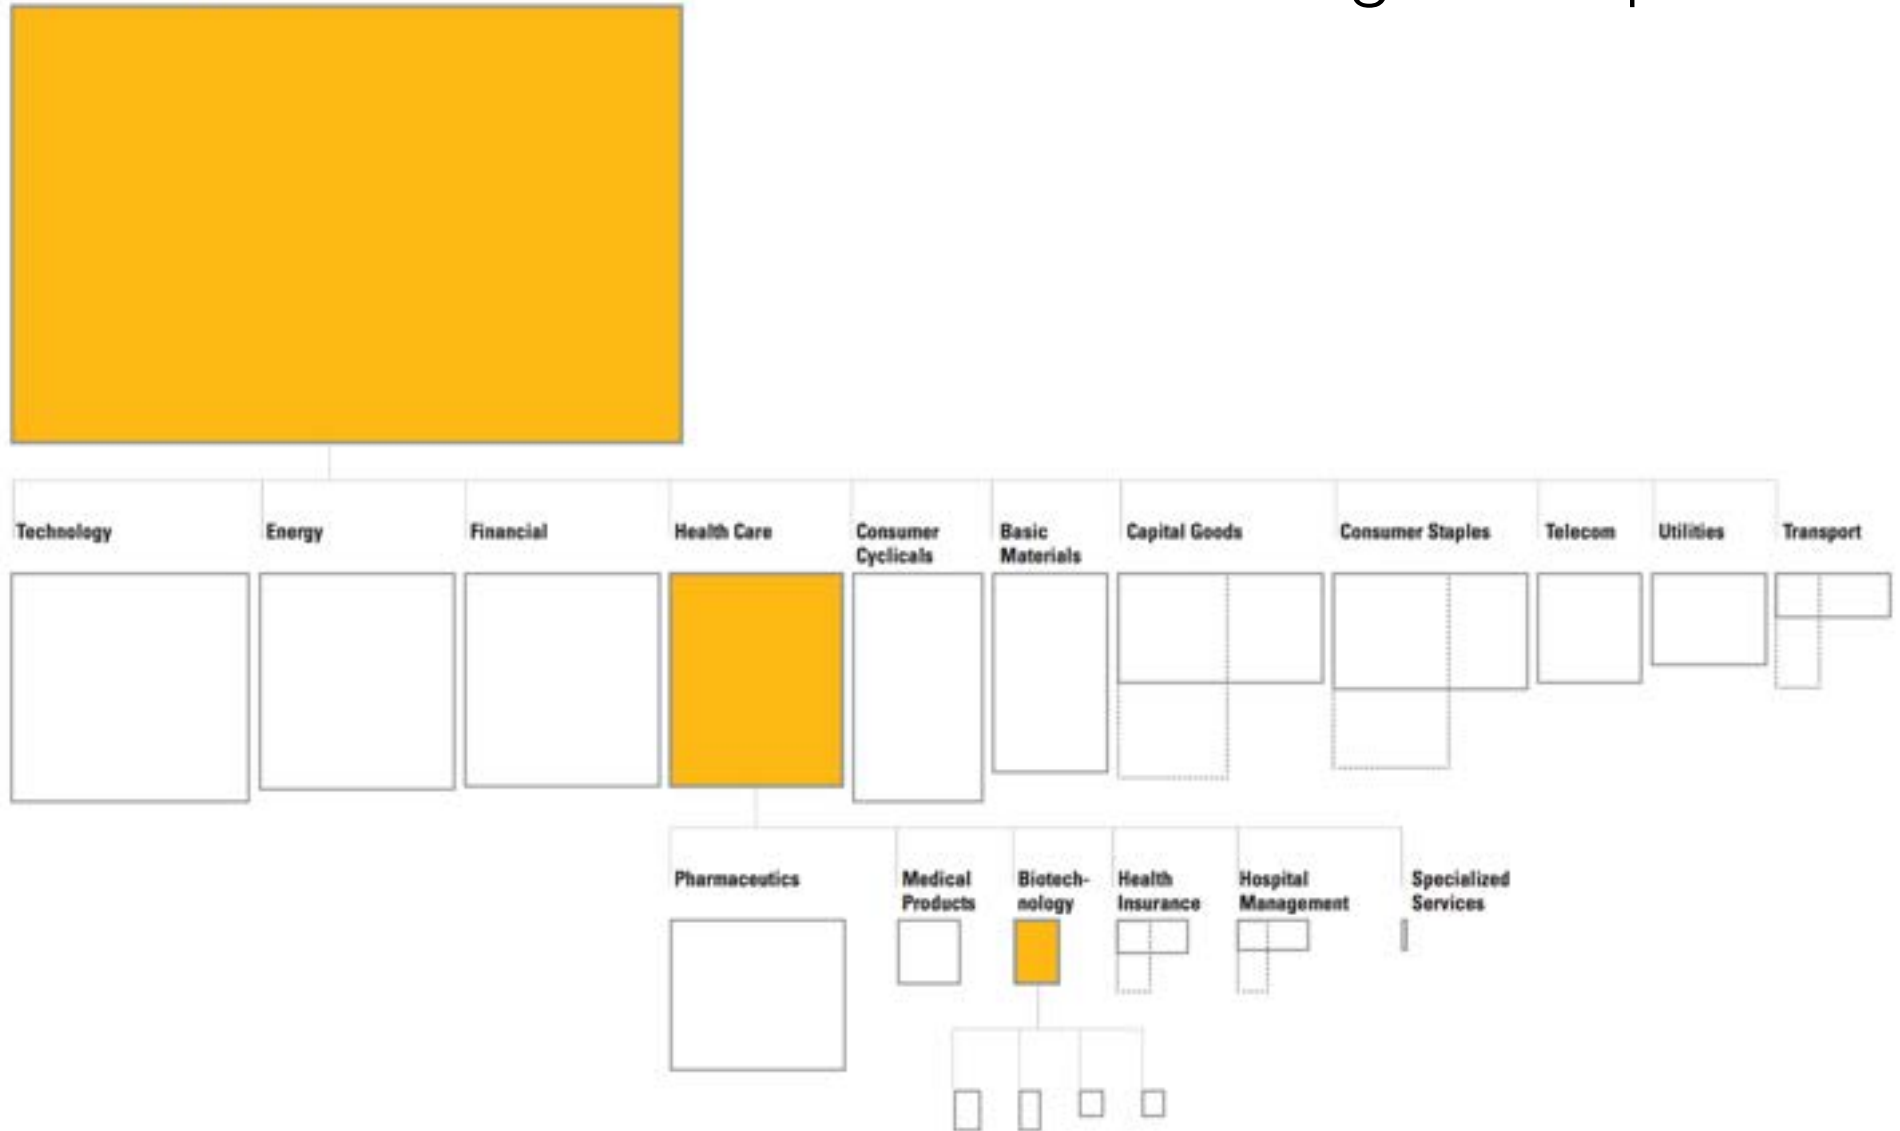 Technology
Energy
Financial
Health Care
Consumer
Cyclicals
Basic
Materials
Capital Goods
Consumer Staples
Telecom
Utilities
Transport
Pharmaceutics
Medical
Products
Biotech-
nology
Health
Insurance
Hospital
Management
Specialized
Services